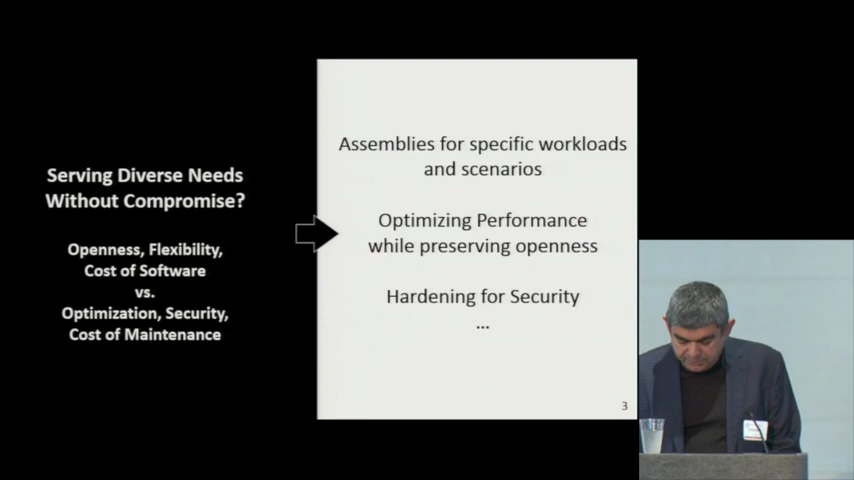 Serving Diverse Needs
Without Compromise?
Openness, Flexibility,
Cost of Software
vs.
Optimization, Security,
Cost of Maintenance
Assemblies for specific workloads
and scenarios
Optimizing Performance
while preserving openness
Hardening for Security
...
3